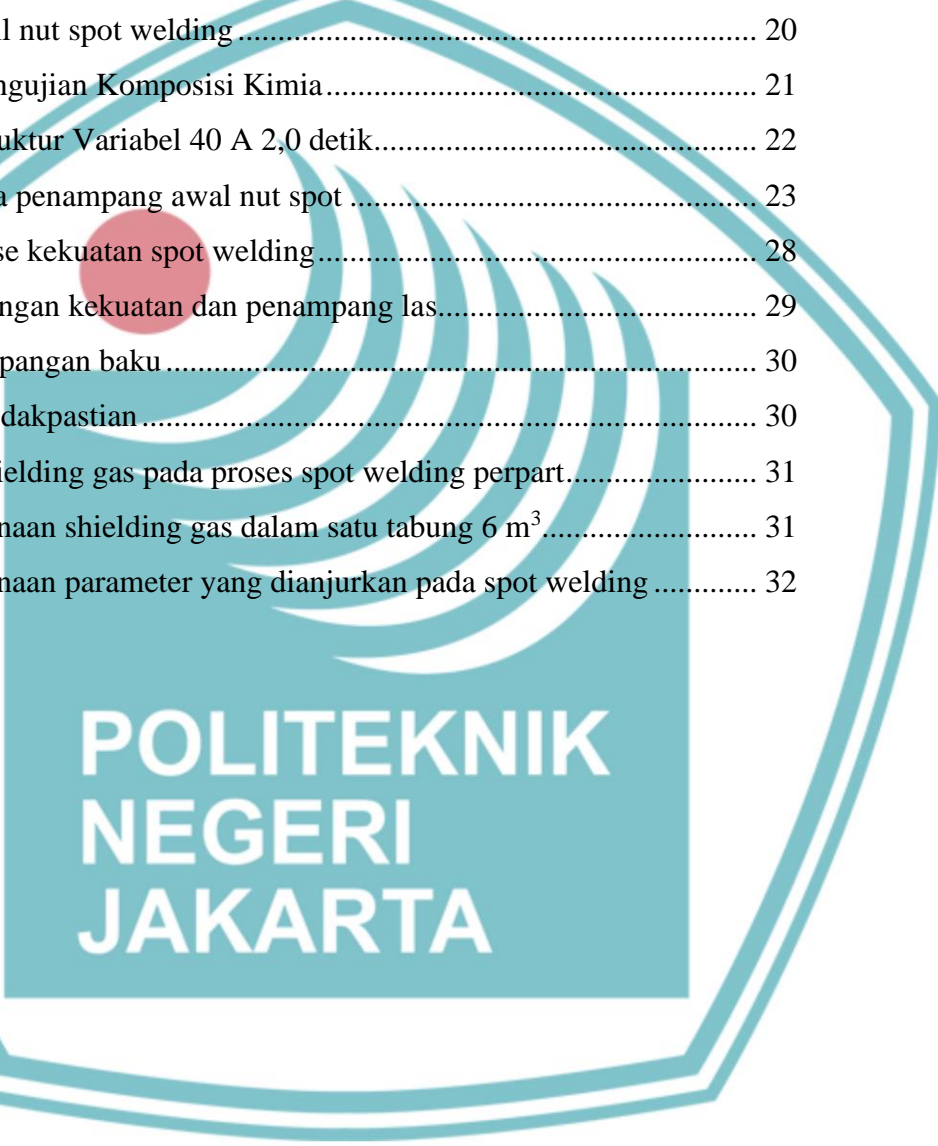 l nut spot welding ............ 20
ngujian Komposisi Kimia ............ 21
uktur Variabel 40 A 2,0 detik ............ 22
a penampang awal nut spot ............ 23
se kekuatan spot welding ............ 28
ngan kekuatan dan penampang las ............ 29
pangan baku ............ 30
dakpastian ............ 30
ielding gas pada proses spot welding perpart ............ 31
naan shielding gas dalam satu tabung 6 m³ ............ 31
naan parameter yang dianjurkan pada spot welding ............ 32
POLITEKNIK
NEGERI
JAKARTA